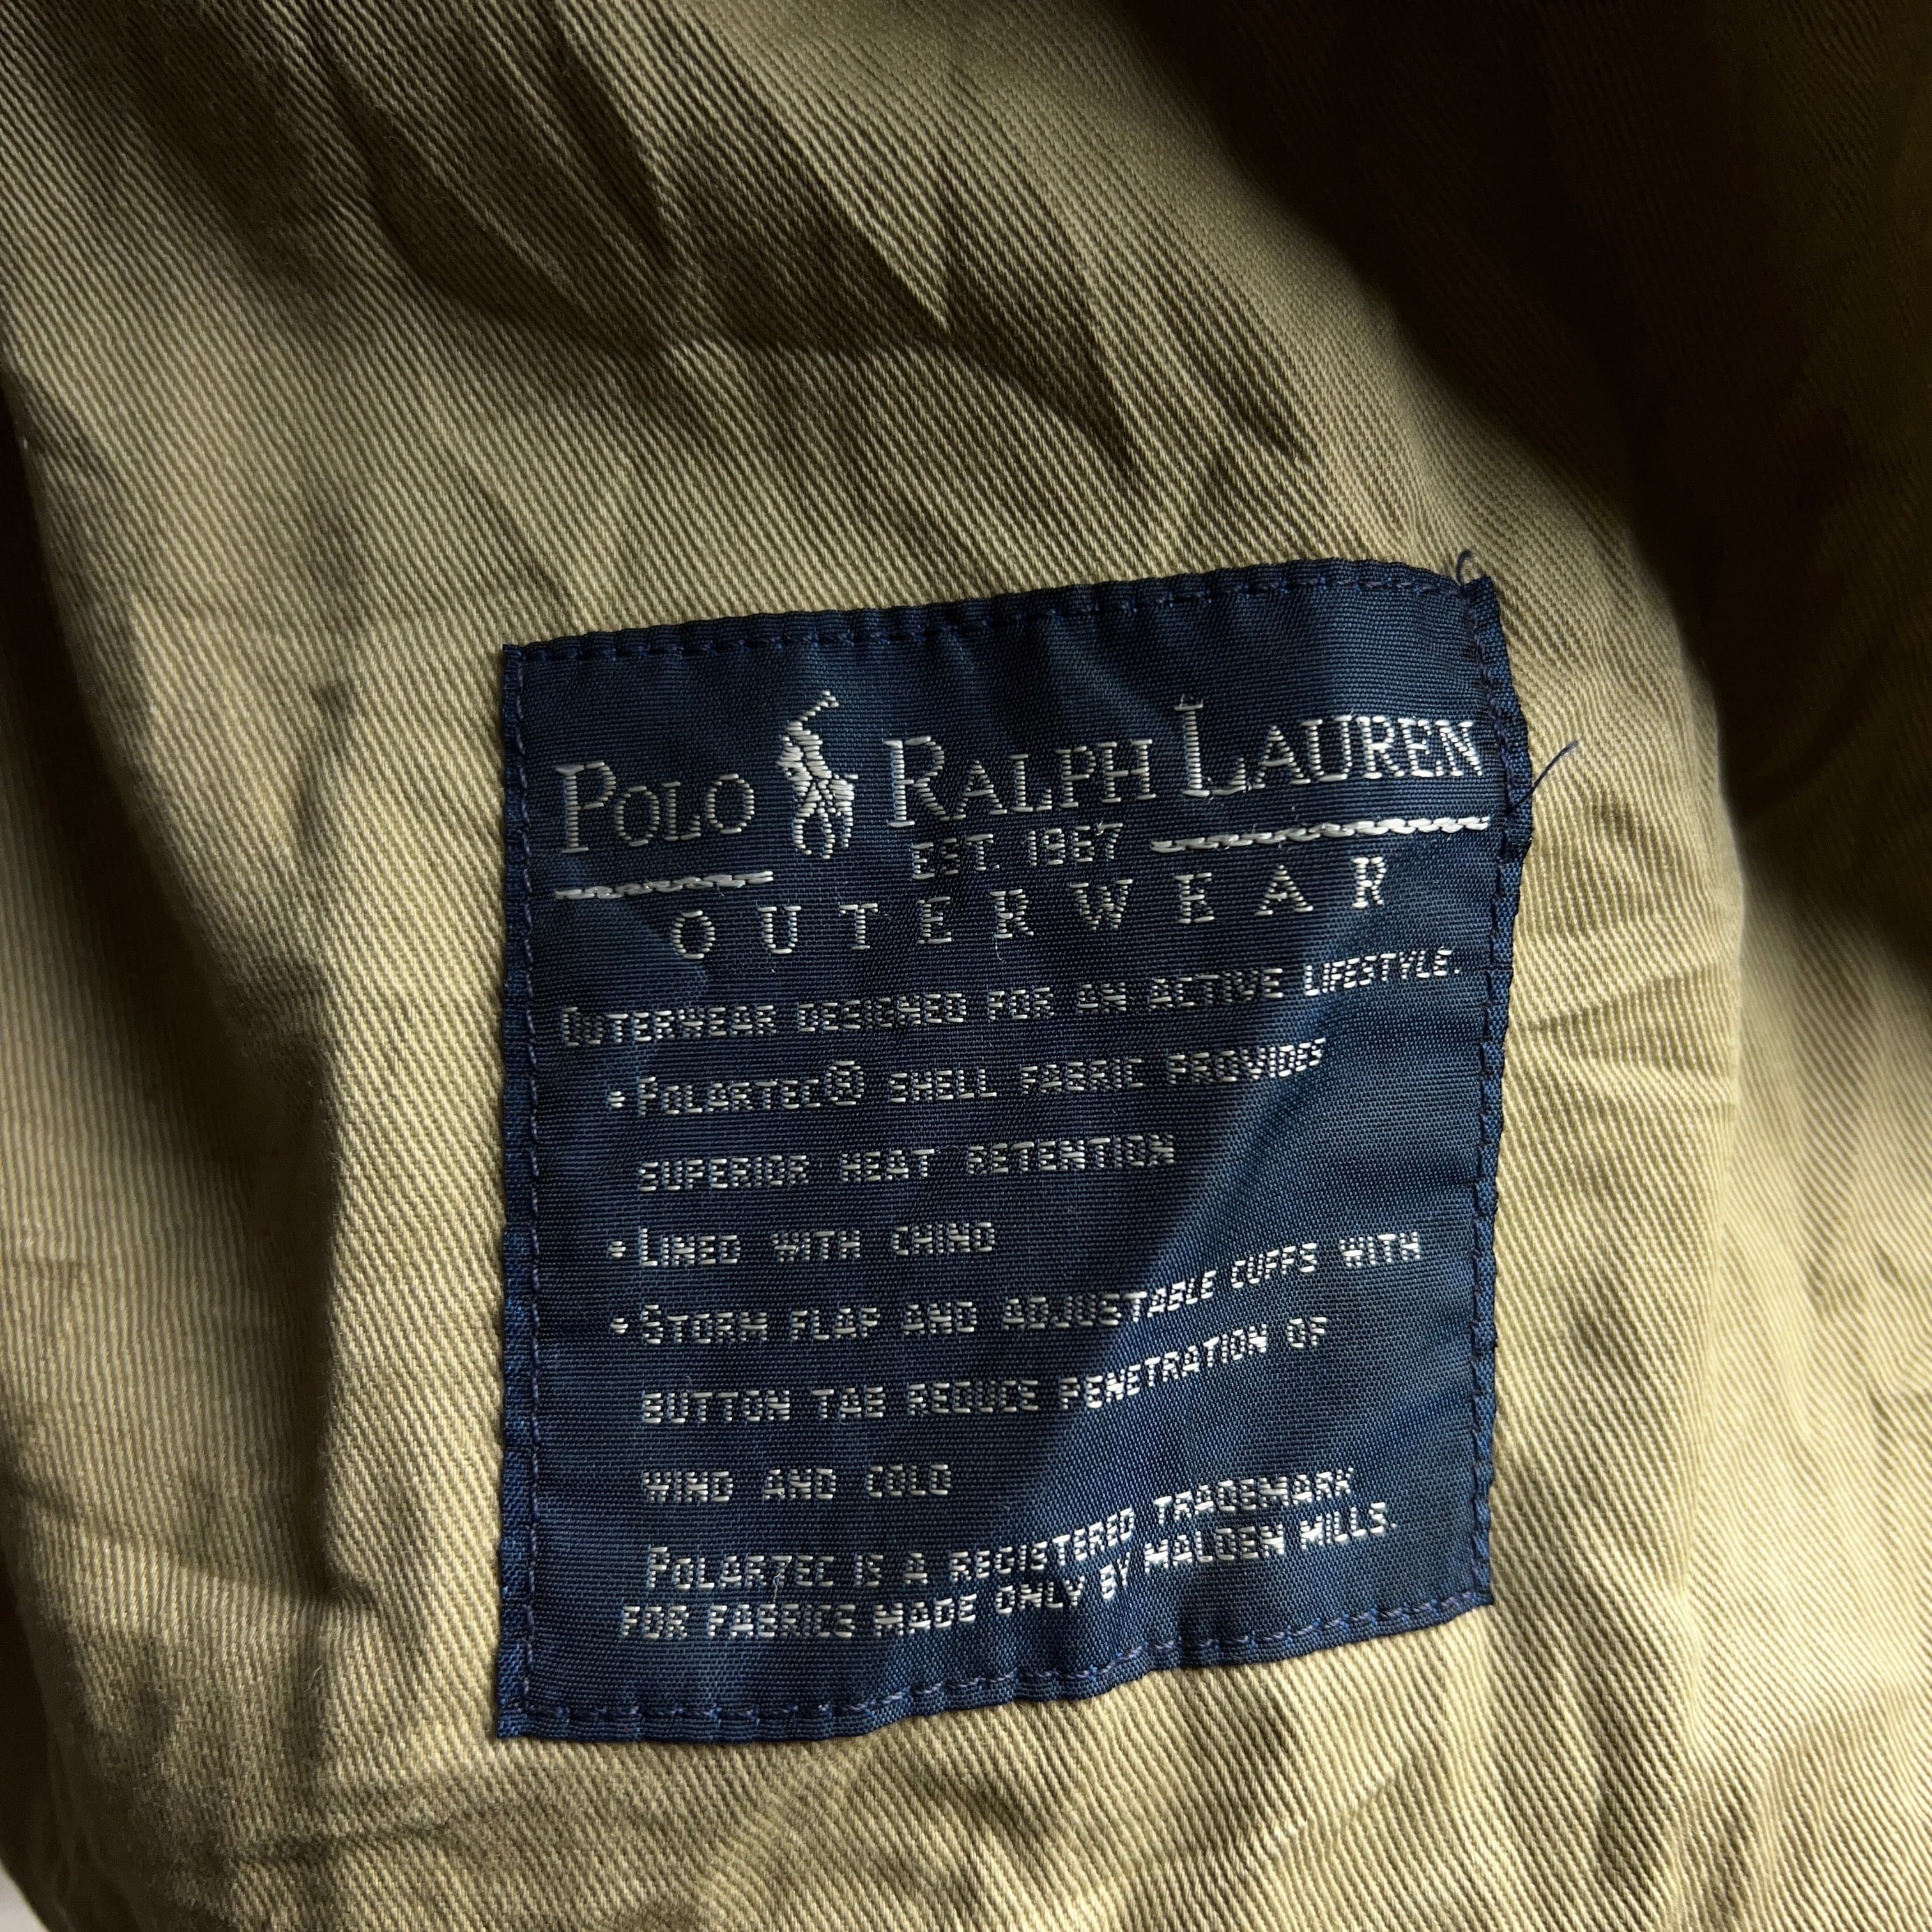 POLO RALPH LAUREN
EST. 1967
OUTERWEAR
OUTERWEAR DESIGNED FOR AN ACTIVE LIFESTYLE.
• POLARTEC® SHELL FABRIC PROVIDES
SUPERIOR HEAT RETENTION
• LINED WITH CHINO
• STORM FLAP AND ADJUSTABLE CUFFS WITH
BUTTON TAB REDUCE PENETRATION OF
WIND AND COLD
POLARTEC IS A REGISTERED TRADEMARK
FOR FABRICS MADE ONLY BY MALDEN MILLS.